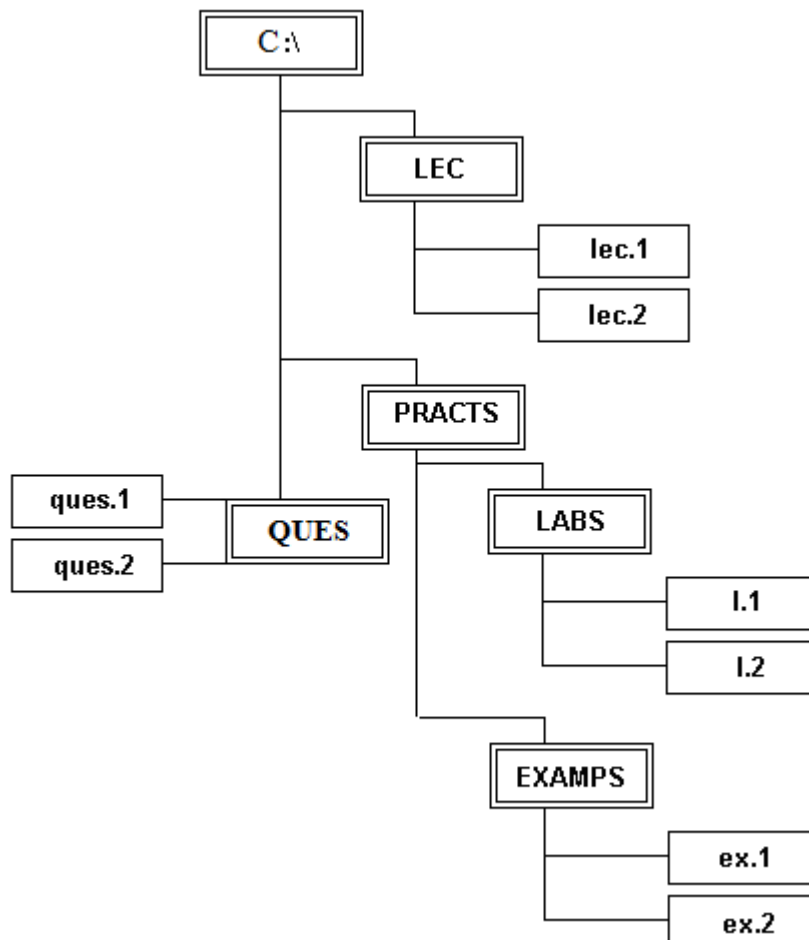 C:\
LEC
lec.1
lec.2
PRACTS
ques.1
QUES
LABS
ques.2
l.1
l.2
EXAMPS
ex.1
ex.2